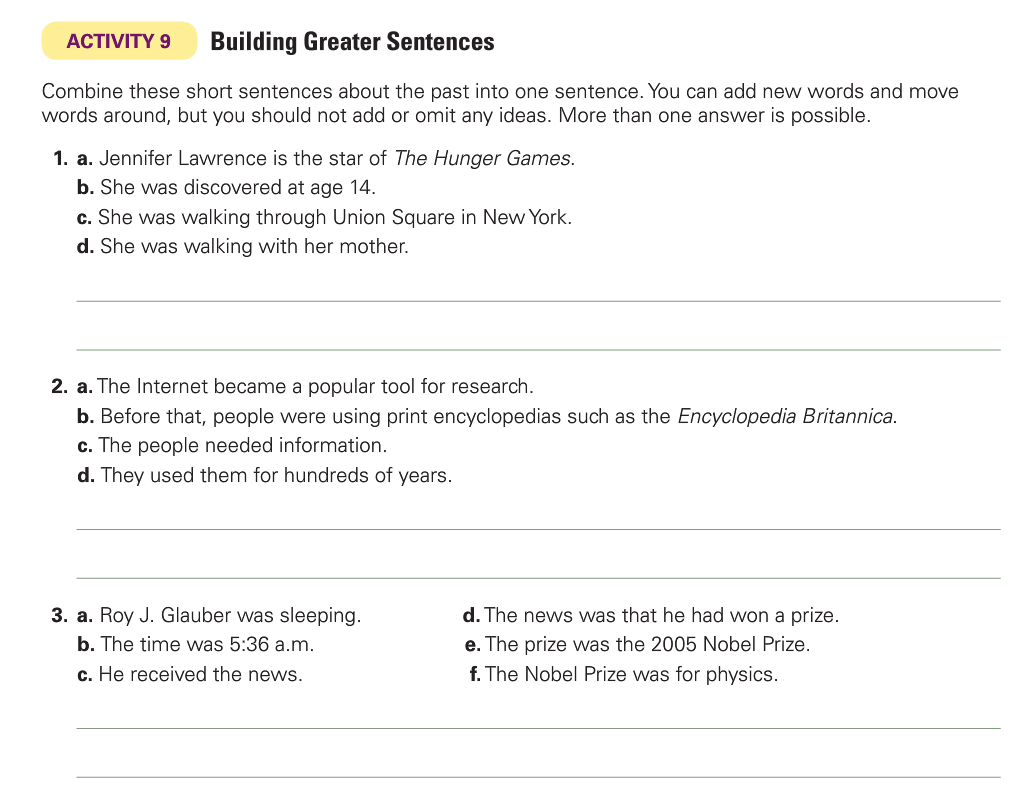 ACTIVITY 9 Building Greater Sentences
Combine these short sentences about the past into one sentence. You can add new words and move
words around, but you should not add or omit any ideas. More than one answer is possible.
1. a. Jennifer Lawrence is the star of The Hunger Games.
b. She was discovered at age 14.
c. She was walking through Union Square in New York.
d. She was walking with her mother.
2. a. The Internet became a popular tool for research.
b. Before that, people were using print encyclopedias such as the Encyclopedia Britannica.
c. The people needed information.
d. They used them for hundreds of years.
3. a. Roy J. Glauber was sleeping.
b. The time was 5:36 a.m.
c. He received the news.
d. The news was that he had won a prize.
e. The prize was the 2005 Nobel Prize.
f. The Nobel Prize was for physics.